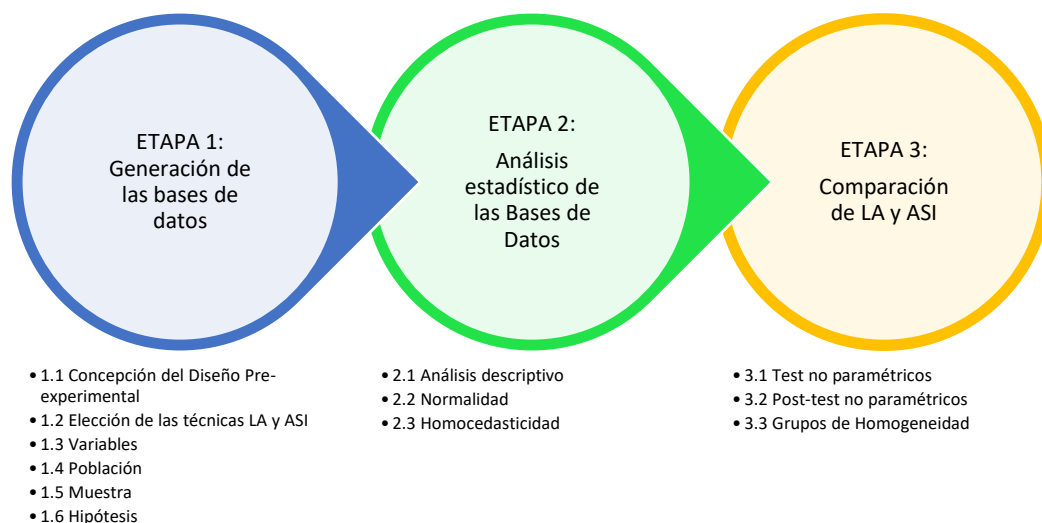 ETAPA 1:
Generación de
las bases de
datos
• 1.1 Concepción del Diseño Pre-
experimental
• 1.2 Elección de las técnicas LA y ASI
• 1.3 Variables
• 1.4 Población
• 1.5 Muestra
• 1.6 Hipótesis
ETAPA 2:
Análisis
estadístico de
las Bases de
Datos
• 2.1 Análisis descriptivo
• 2.2 Normalidad
• 2.3 Homocedasticidad
ETAPA 3:
Comparación
de LA y ASI
• 3.1 Test no paramétricos
• 3.2 Post-test no paramétricos
• 3.3 Grupos de Homogeneidad